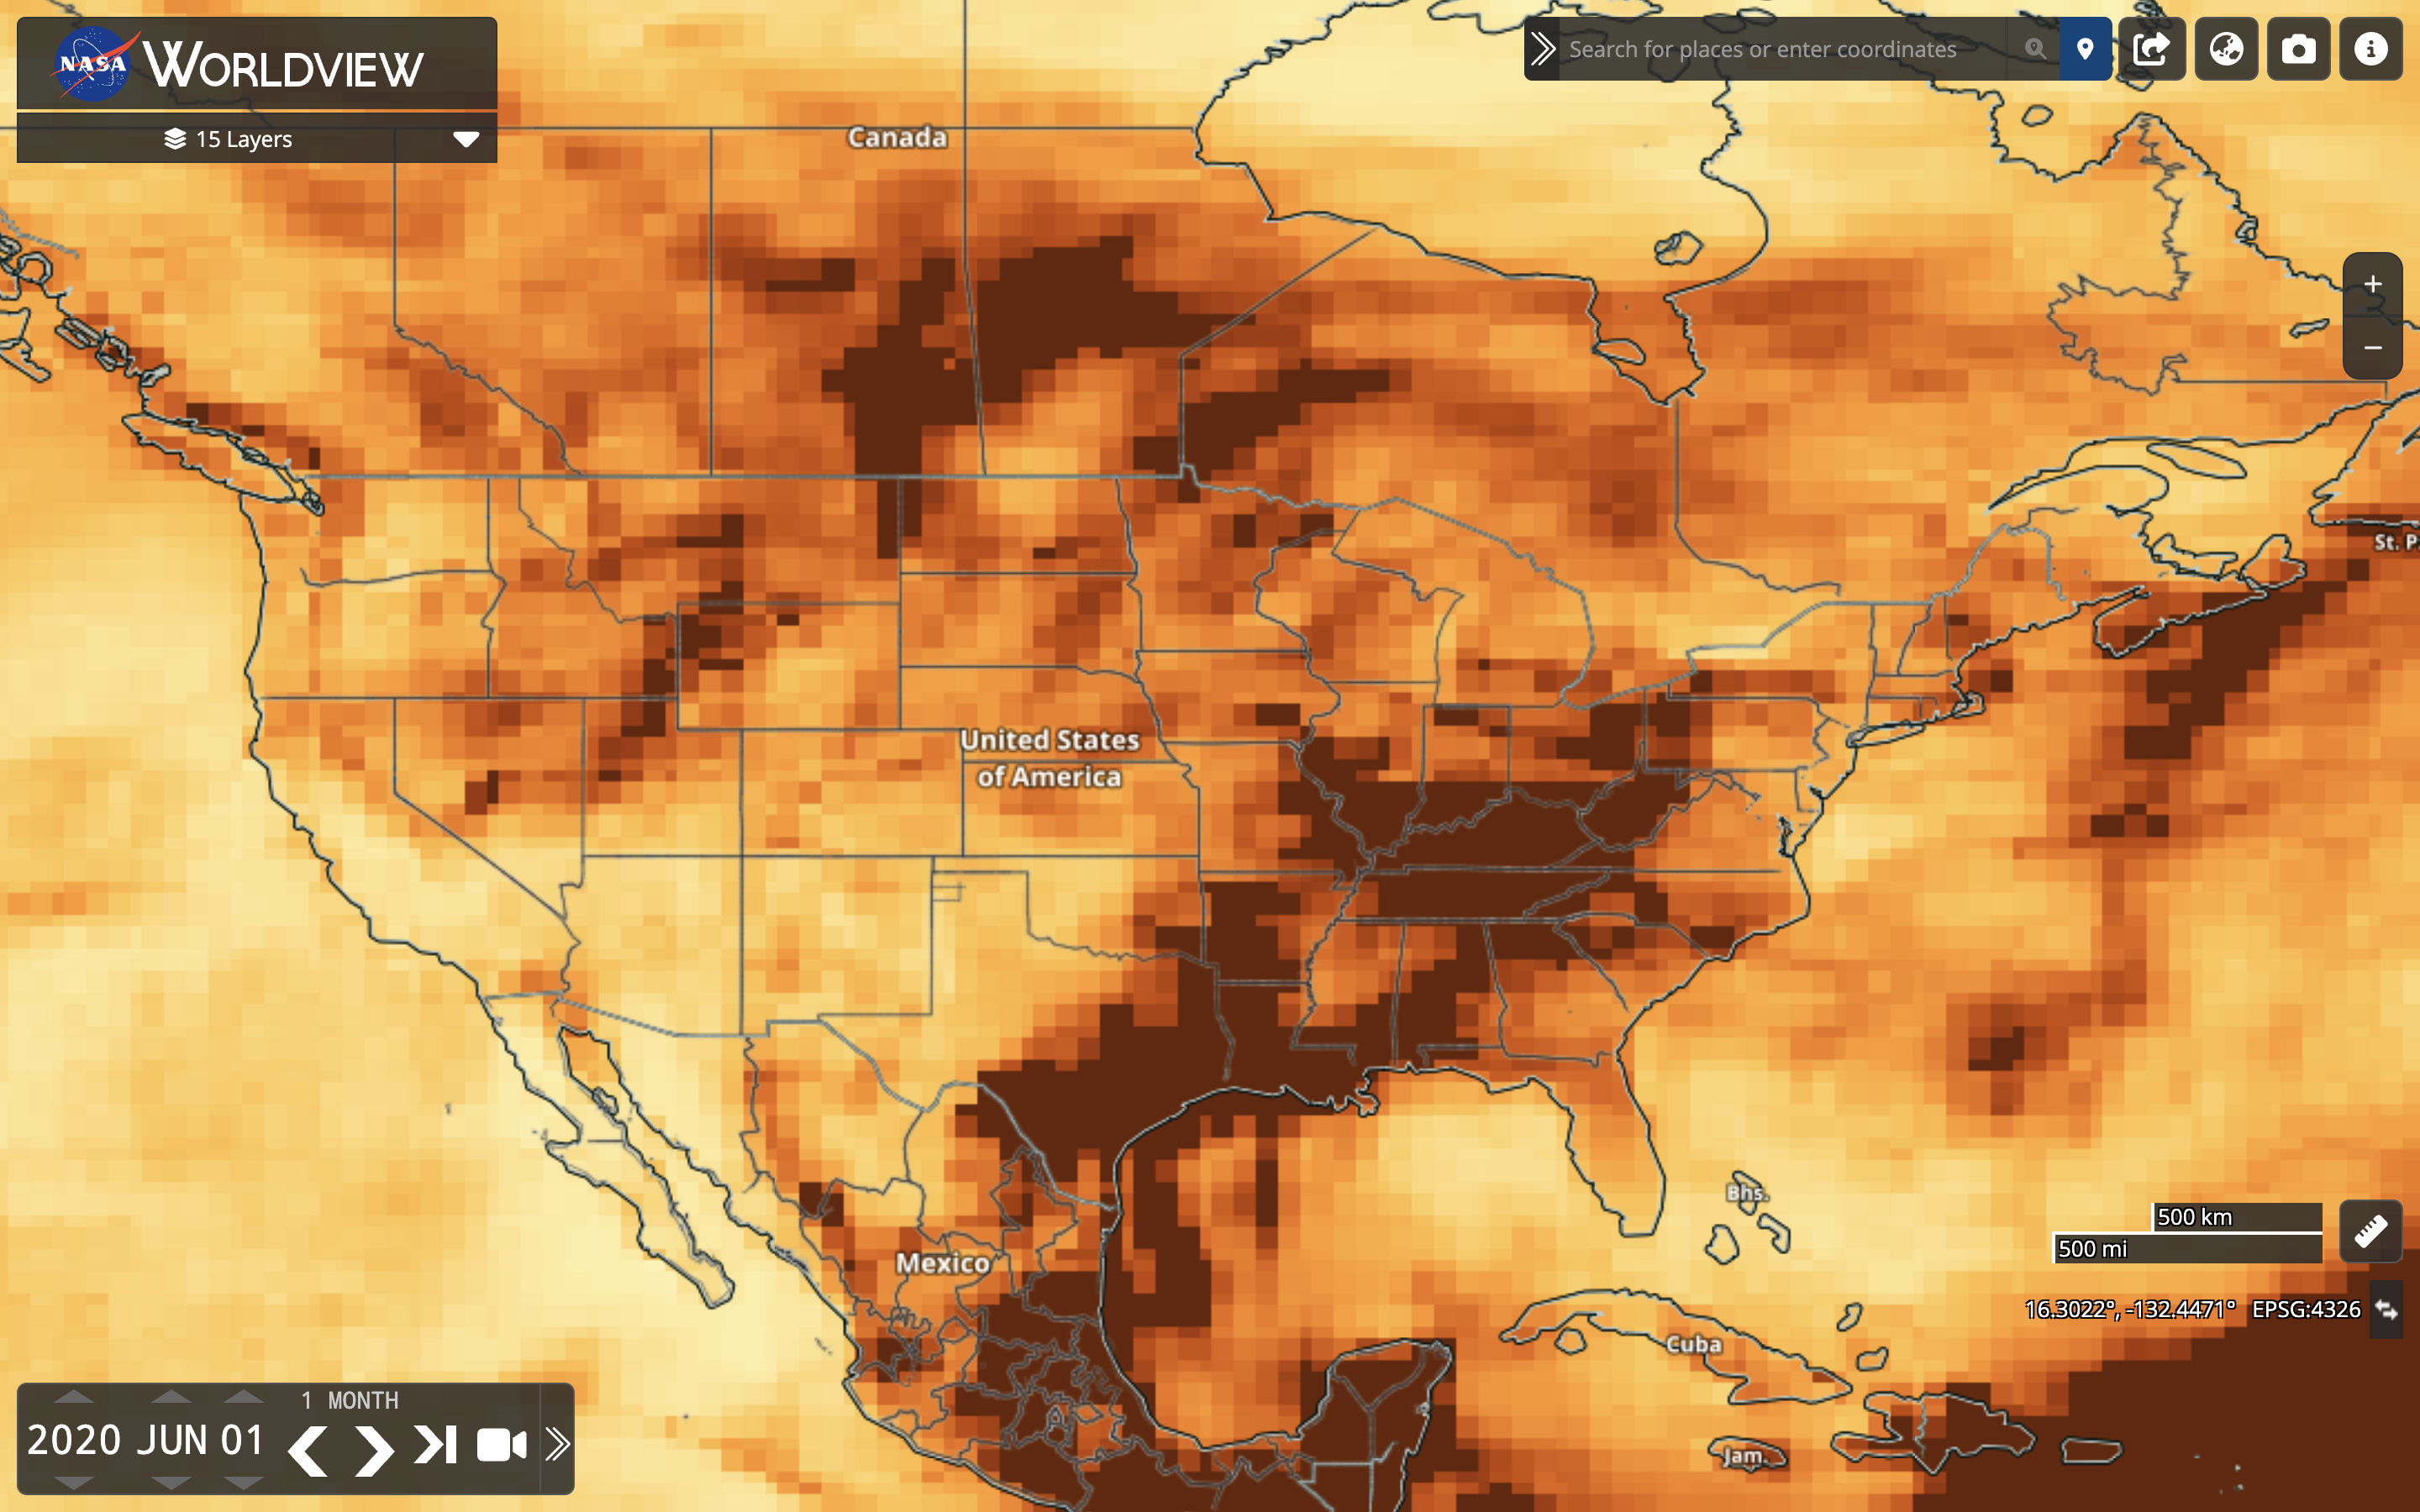 NASA WORLDVIEW
15 Layers
Search for places or enter coordinates
Canada
+
−
St. P
United States
of America
Bhs.
500 km
500 mi
Mexico
16.3022°, -132.4471° EPSG:4326
Cuba
Jam.
1 MONTH
2020 JUN 01